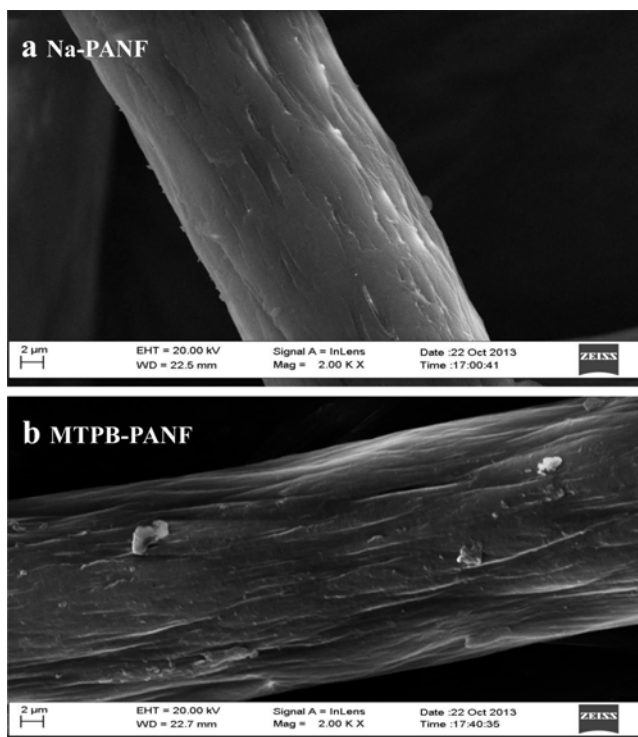 a Na-PANF
2 µm
EHT = 20.00 kV
WD = 22.5 mm
Signal A = InLens
Mag = 2.00 K X
Date :22 Oct 2013
Time :17:00:41
ZEISS
b MTPB-PANF
2 µm
EHT = 20.00 kV
WD = 22.7 mm
Signal A = InLens
Mag = 2.00 K X
Date :22 Oct 2013
Time :17:40:35
ZEISS